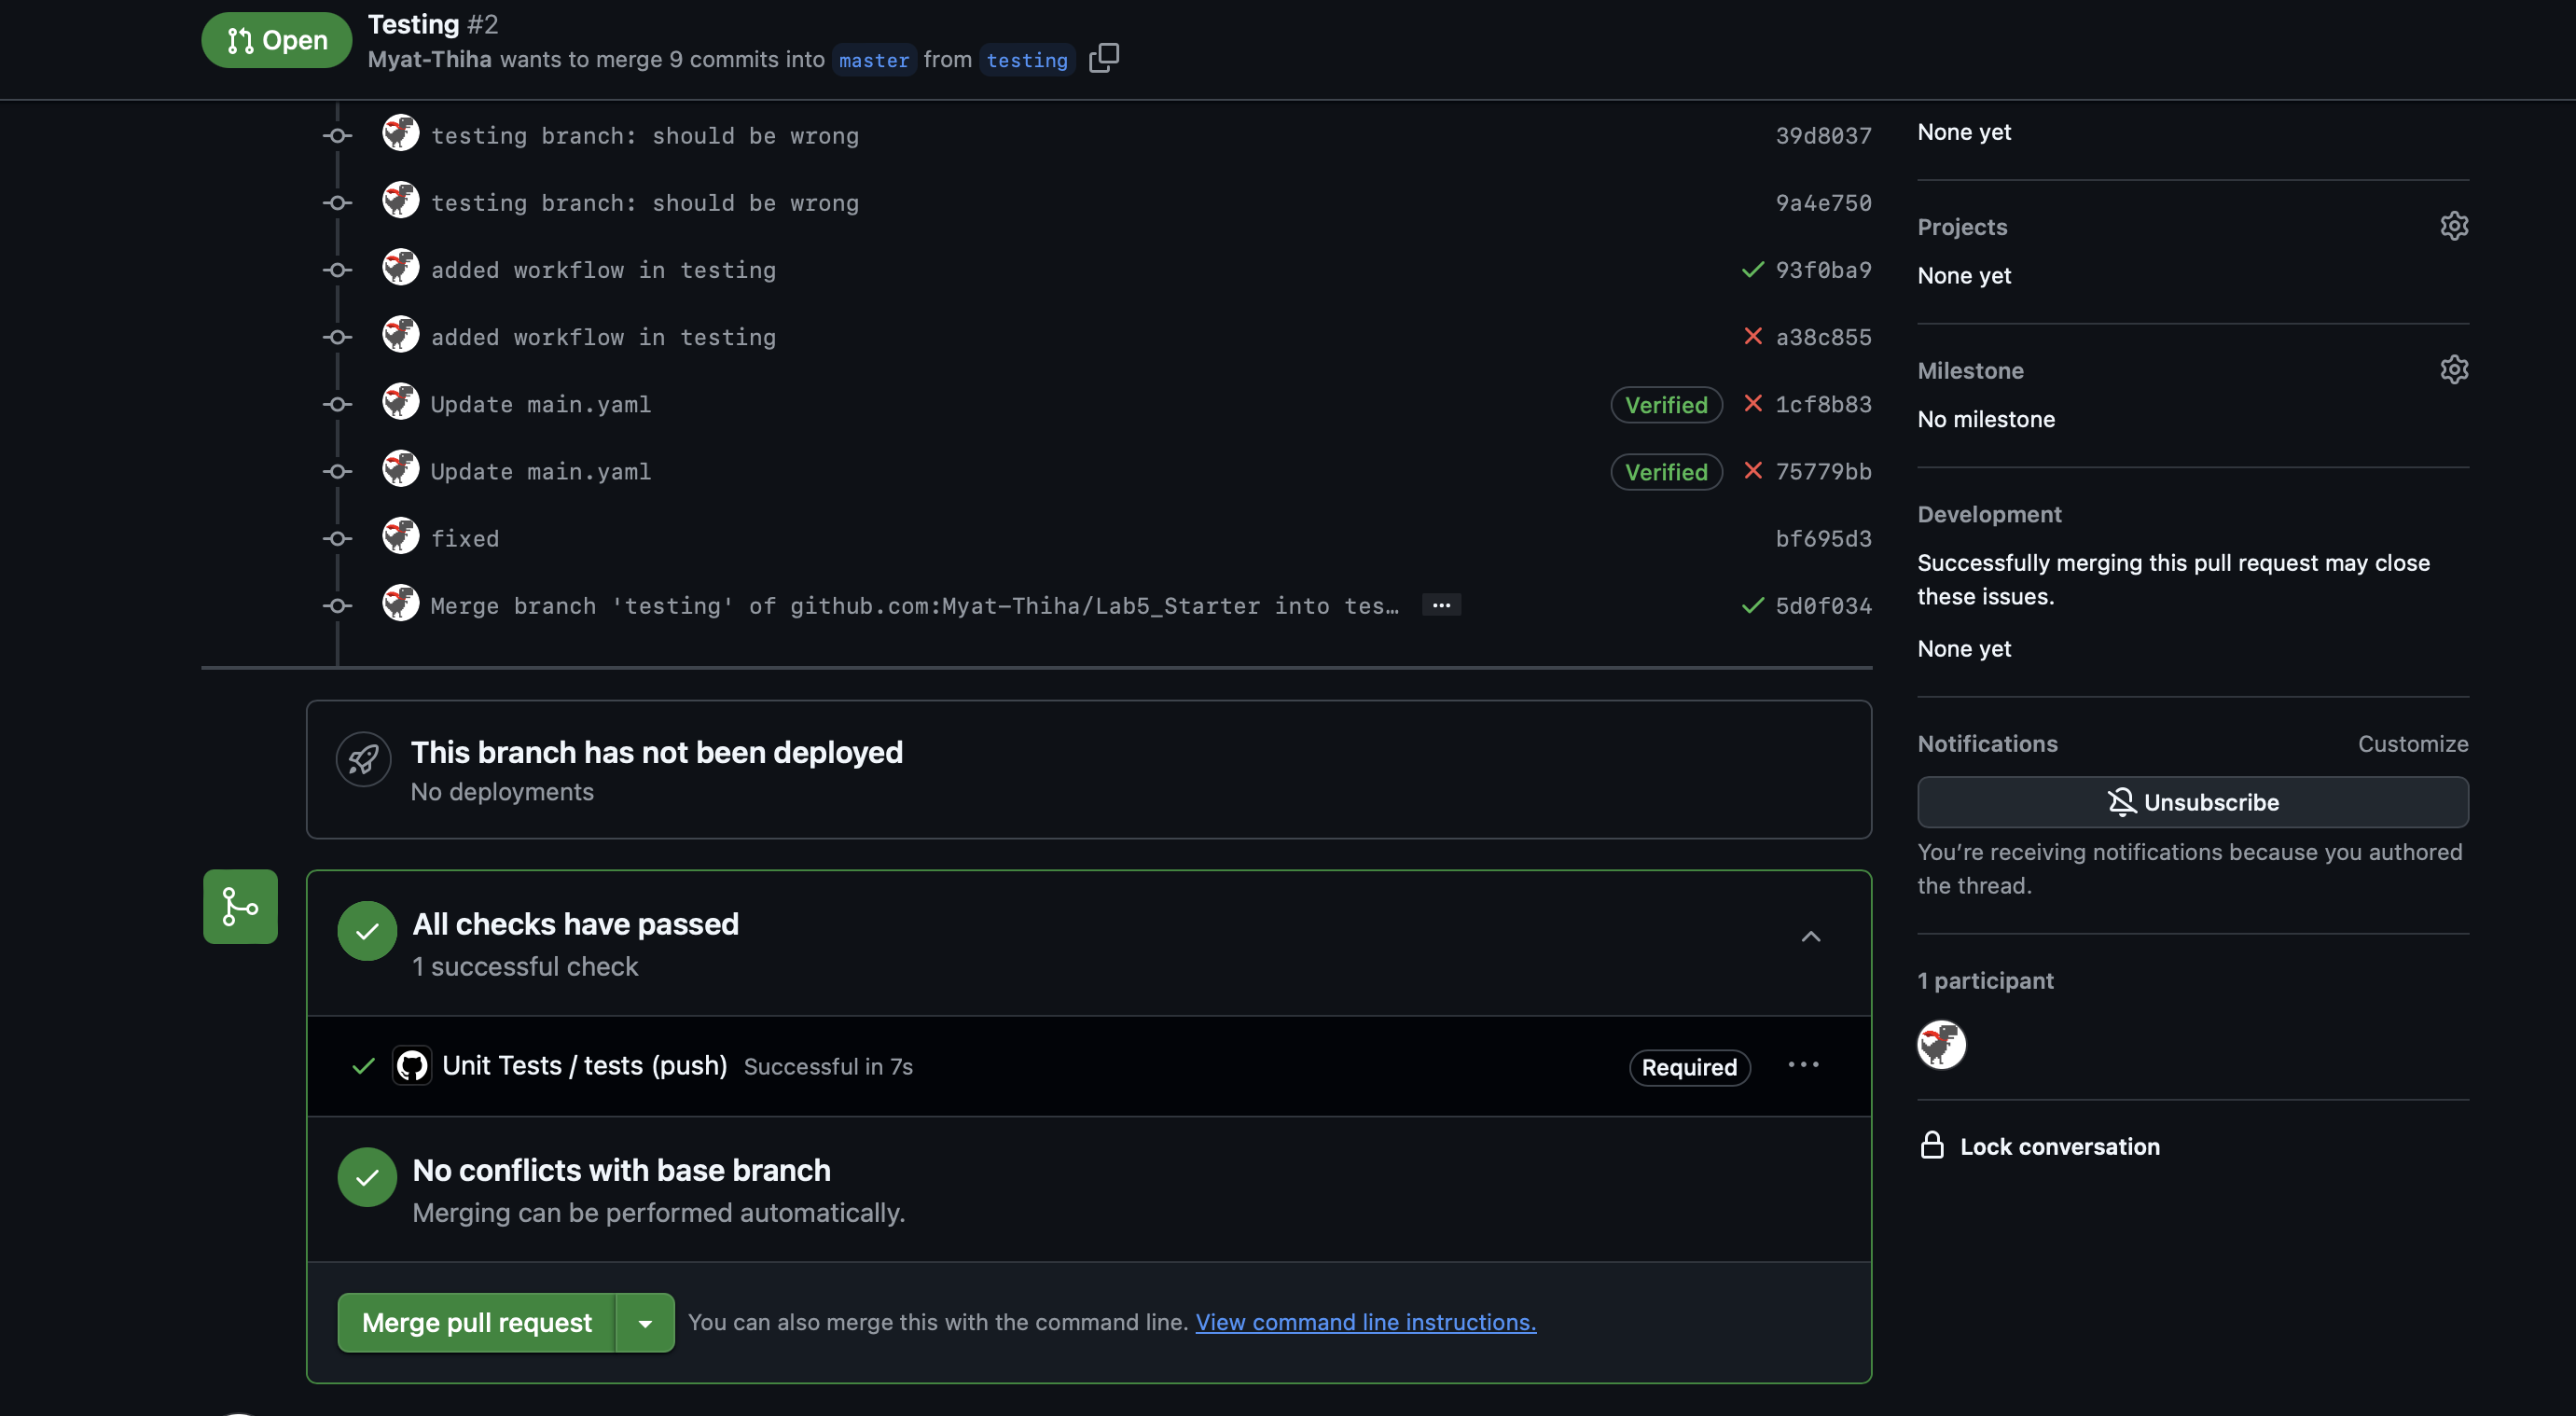 Open
Testing #2
Myat-Thiha wants to merge 9 commits into master from testing
testing branch: should be wrong 39d8037
testing branch: should be wrong 9a4e750
added workflow in testing 93f0ba9
added workflow in testing a38c855
Update main.yaml Verified 1cf8b83
Update main.yaml Verified 75779bb
fixed bf695d3
Merge branch 'testing' of github.com:Myat-Thiha/Lab5_Starter into tes… 5d0f034
This branch has not been deployed
No deployments
All checks have passed
1 successful check
Unit Tests / tests (push) Successful in 7s Required
No conflicts with base branch
Merging can be performed automatically.
Merge pull request You can also merge this with the command line. View command line instructions.
None yet
Projects
None yet
Milestone
No milestone
Development
Successfully merging this pull request may close
these issues.
None yet
Notifications Customize
Unsubscribe
You’re receiving notifications because you authored
the thread.
1 participant
Lock conversation